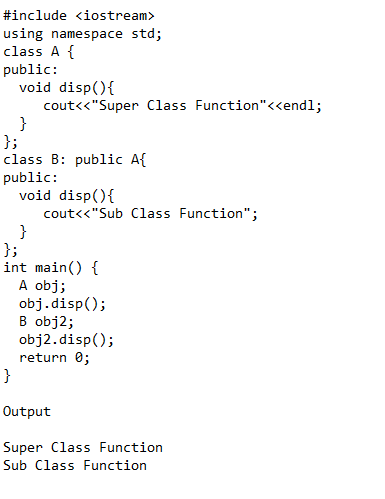 #include <iostream>
using namespace std;
class A {
public:
  void disp(){
     cout<<"Super Class Function"<<endl;
  }
};
class B: public A{
public:
  void disp(){
     cout<<"Sub Class Function";
  }
};
int main() {
  A obj;
  obj.disp();
  B obj2;
  obj2.disp();
  return 0;
}

Output

Super Class Function
Sub Class Function